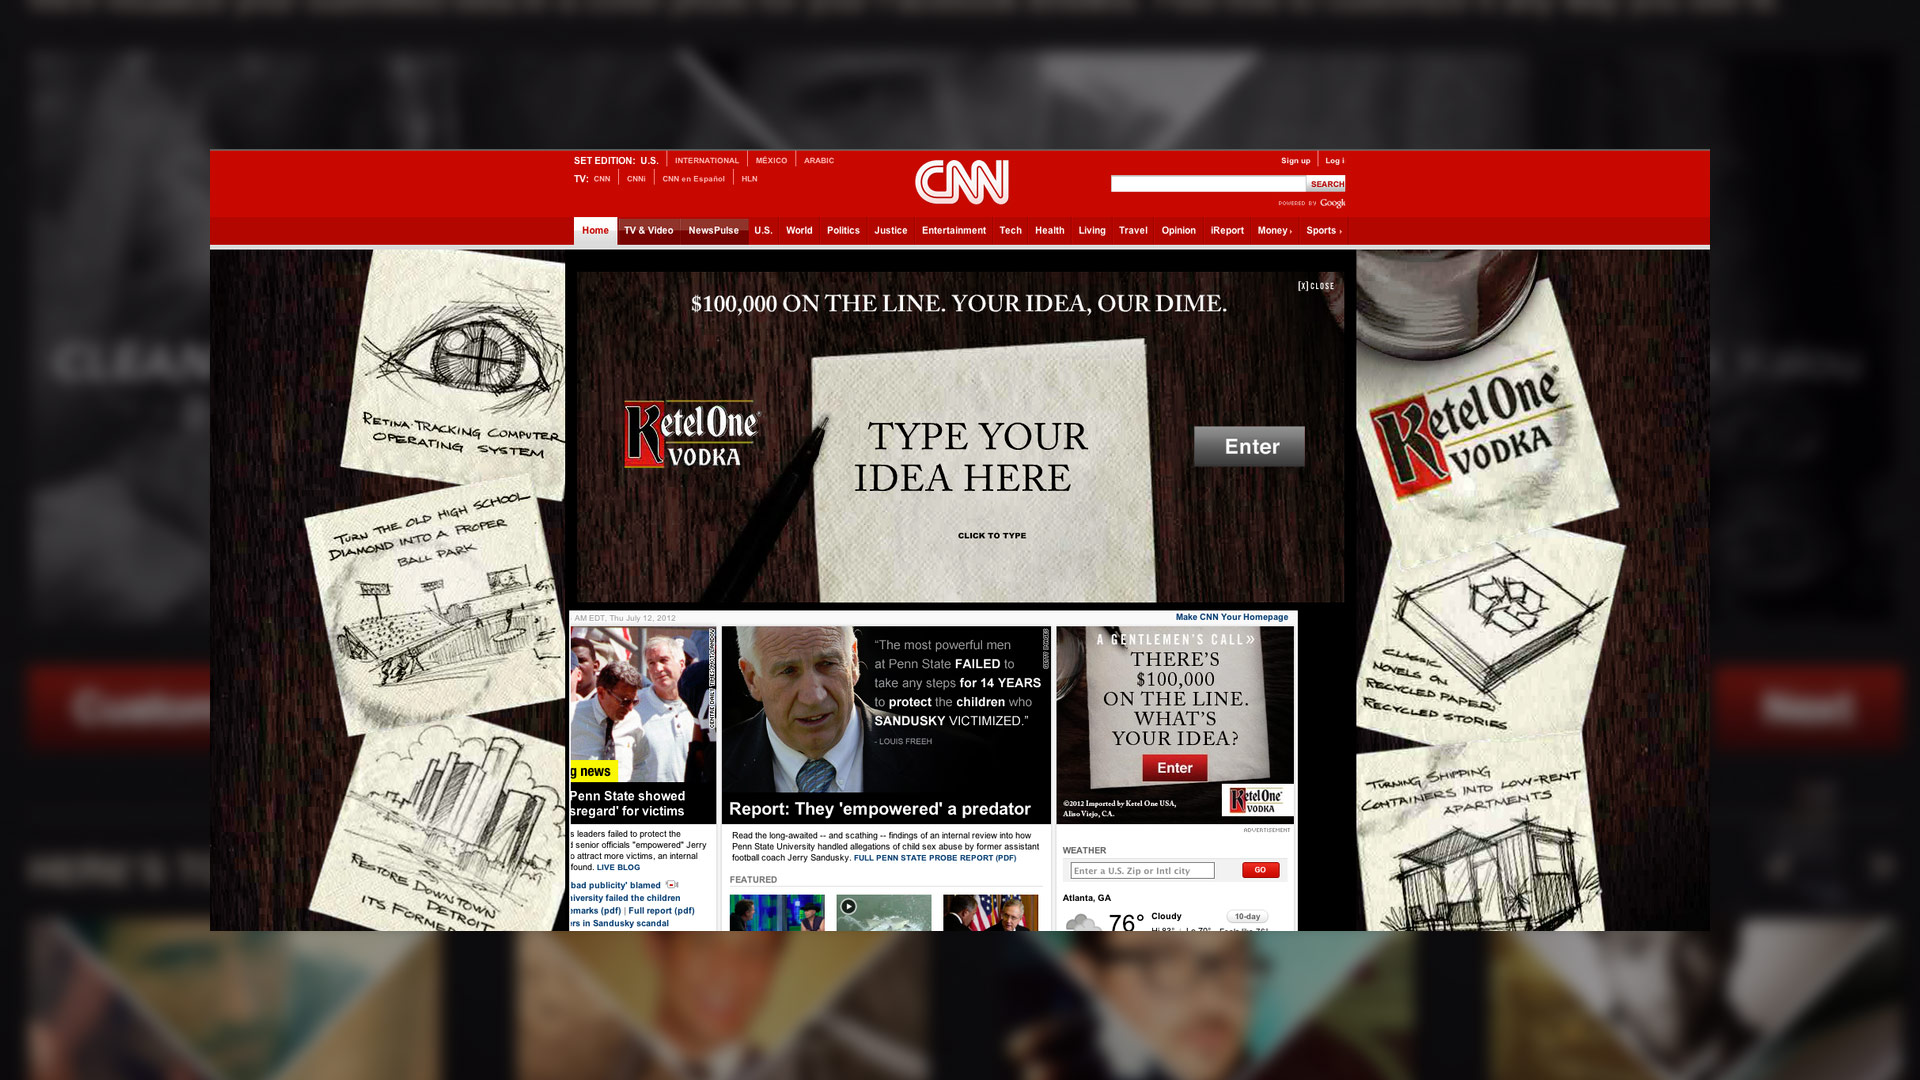 SET EDITION: U.S. INTERNATIONAL MÉXICO ARABIC
TV: CNN CNNi CNN en Español HLN
CNN
Sign up Log i
SEARCH
POWERED BY Google
Home TV & Video NewsPulse U.S. World Politics Justice Entertainment Tech Health Living Travel Opinion iReport Money Sports
RETINA-TRACKING COMPUTER
OPERATING SYSTEM
TURN THE OLD HIGH SCHOOL
DIAMOND INTO A PROPER
BALL PARK
RESTORE DOWNTOWN
DETROIT
ITS FORMER
[X] CLOSE
$100,000 ON THE LINE. YOUR IDEA, OUR DIME.
Ketel One®
VODKA
TYPE YOUR
IDEA HERE
CLICK TO TYPE
Enter
Ketel One®
VODKA
CLASSIC
NOVELS ON
RECYCLED PAPER:
RECYCLED STORIES
TURNING SHIPPING
CONTAINERS INTO LOW-RENT
APARTMENTS
AM EDT, Thu July 12, 2012
Make CNN Your Homepage
g news
Penn State showed
sregard' for victims
s leaders failed to protect the
d senior officials "empowered" Jerry
o attract more victims, an internal
found. LIVE BLOG
bad publicity' blamed
iversity failed the children
emarks (pdf) | Full report (pdf)
rs in Sandusky scandal
“The most powerful men
at Penn State FAILED to
take any steps for 14 YEARS
to protect the children who
SANDUSKY VICTIMIZED.”
- LOUIS FREEH
GETTY IMAGES
Report: They 'empowered' a predator
Read the long-awaited -- and scathing -- findings of an internal review into how
Penn State University handled allegations of child sex abuse by former assistant
football coach Jerry Sandusky. FULL PENN STATE PROBE REPORT (PDF)
FEATURED
A GENTLEMEN'S CALL»
THERE'S
$100,000
ON THE LINE.
WHAT'S
YOUR IDEA?
Enter
©2012 Imported by Ketel One USA,
Aliso Viejo, CA.
Ketel One
VODKA
ADVERTISEMENT
WEATHER
Enter a U.S. Zip or Intl city
GO
Atlanta, GA
76° Cloudy 10-day